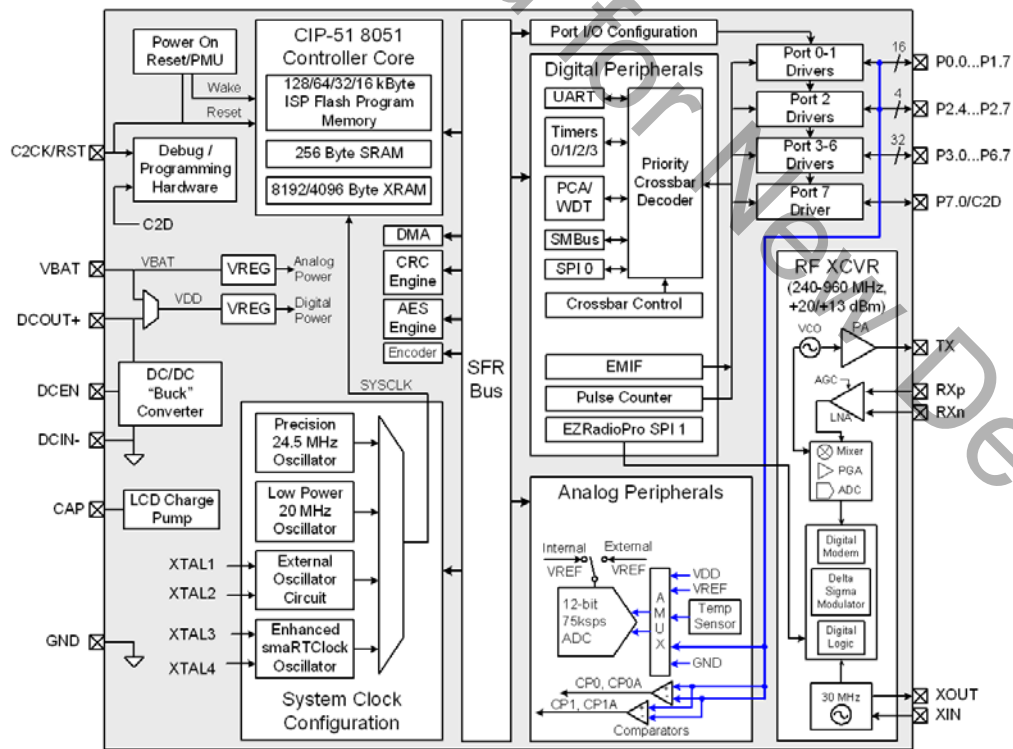 Power On
Reset/PMU
Wake
Reset
C2CK/RST
Debug /
Programming
Hardware
C2D
CIP-51 8051
Controller Core
128/64/32/16 kByte
ISP Flash Program
Memory
256 Byte SRAM
8192/4096 Byte XRAM
VBAT
VBAT
VREG
Analog
Power
DCOUT+
VDD
VREG
Digital
Power
DCEN
DC/DC
"Buck"
Converter
DCIN-
CAP
LCD Charge
Pump
XTAL1
XTAL2
GND
XTAL3
XTAL4
DMA
CRC
Engine
AES
Engine
Encoder
SYSCLK
Precision
24.5 MHz
Oscillator
Low Power
20 MHz
Oscillator
External
Oscillator
Circuit
Enhanced
smaRTClock
Oscillator
System Clock
Configuration
SFR
Bus
Port I/O Configuration
Digital Peripherals
UART
Timers
0/1/2/3
PCA/
WDT
SMBus
SPI 0
Priority
Crossbar
Decoder
Crossbar Control
EMIF
Pulse Counter
EZRadioPro SPI 1
Port 0-1
Drivers
16
P0.0...P1.7
Port 2
Drivers
4
P2.4...P2.7
Port 3-6
Drivers
32
P3.0...P6.7
Port 7
Driver
P7.0/C2D
Analog Peripherals
Internal
VREF
External
VREF
12-bit
75ksps
ADC
AMUX
VDD
VREF
Temp
Sensor
GND
CP0, CP0A
CP1, CP1A
Comparators
RF XCVR
(240-960 MHz,
+20/+13 dBm)
VCO
PA
TX
AGC
LNA
RXp
RXn
Mixer
PGA
ADC
Digital
Modem
Delta
Sigma
Modulator
Digital
Logic
30 MHz
XOUT
XIN
for New De